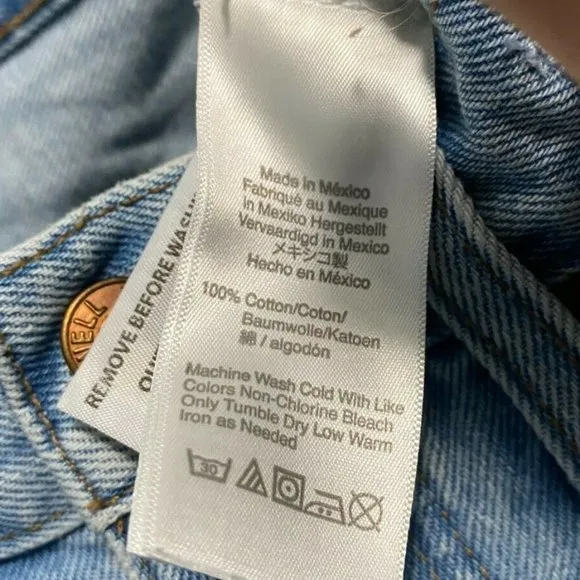 Made in México
Fabriqué au Mexique
in Mexiko Hergestellt
Vervaardigd in Mexico
メキシコ製
Hecho en México
100% Cotton/Coton/
Baumwolle/Katoen
綿 / algodón
Machine Wash Cold With Like
Colors Non-Chlorine Bleach
Only Tumble Dry Low Warm
Iron as Needed
30
REMOVE BEFORE WASH